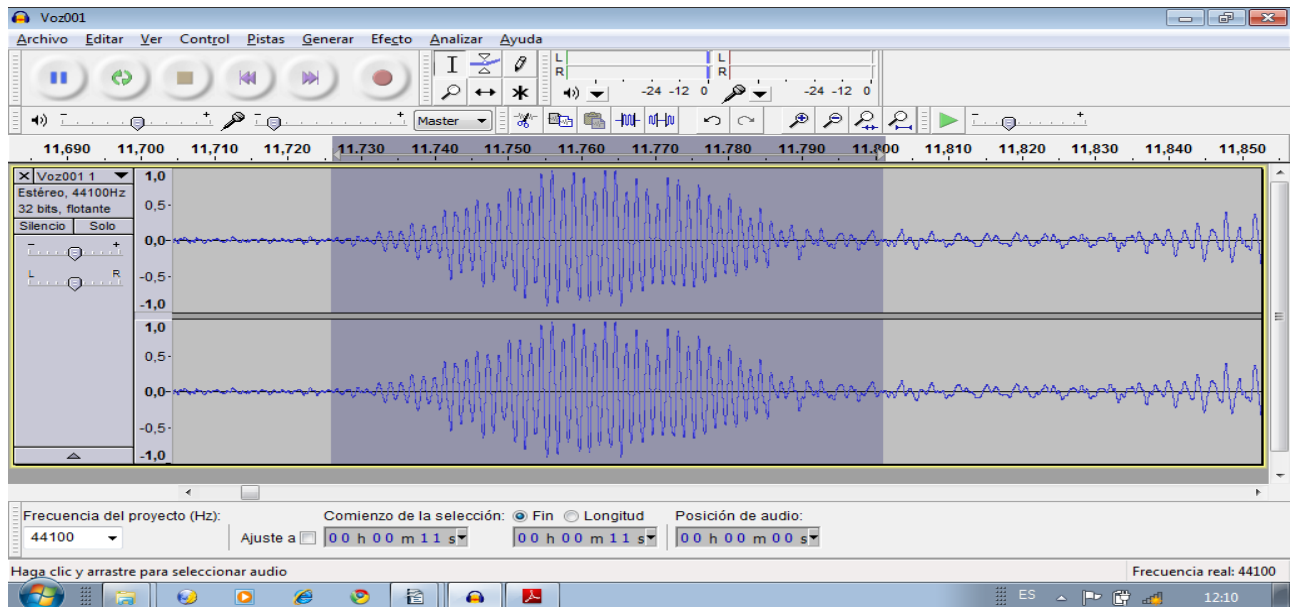 Voz001
Archivo Editar Ver Control Pistas Generar Efecto Analizar Ayuda
L
R
-24 -12 0
L
R
-24 -12 0
- + - + Master - +
11,690 11,700 11,710 11,720 11.730 11.740 11.750 11.760 11.770 11.780 11.790 11.800 11,810 11,820 11,830 11,840 11,850
X Voz001 1
Estéreo, 44100Hz
32 bits, flotante
Silencio Solo
- +
L R
1,0
0,5-
0,0-
-0,5-
-1,0
1,0
0,5-
0,0-
-0,5-
-1,0
Frecuencia del proyecto (Hz): Comienzo de la selección: Fin Longitud Posición de audio:
44100 Ajuste a 00 h 00 m 11 s 00 h 00 m 11 s 00 h 00 m 00 s
Haga clic y arrastre para seleccionar audio Frecuencia real: 44100
ES 12:10